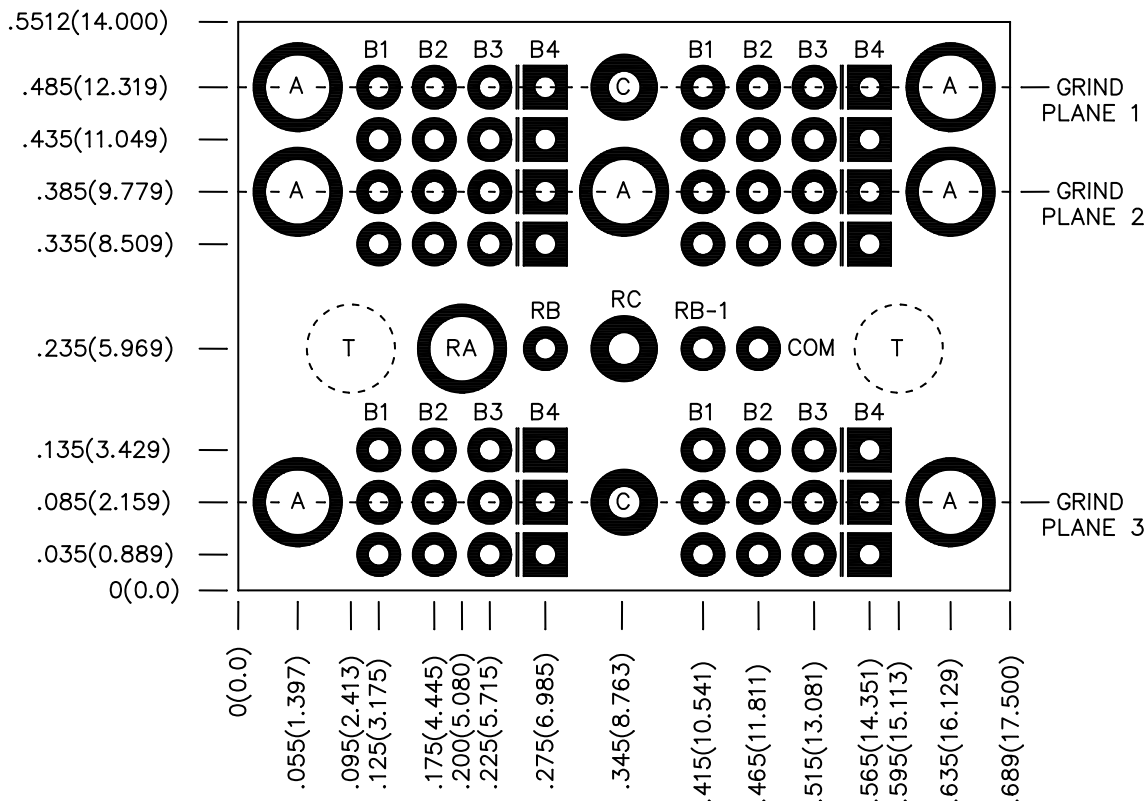 .5512(14.000)
B1 B2 B3 B4 B1 B2 B3 B4
.485(12.319) A C A GRIND
PLANE 1
.435(11.049)
.385(9.779) A A A GRIND
PLANE 2
.335(8.509)
RB RC RB-1
.235(5.969) T RA COM T
B1 B2 B3 B4 B1 B2 B3 B4
.135(3.429)
.085(2.159) A C A GRIND
PLANE 3
.035(0.889)
0(0.0)
0(0.0)
.055(1.397)
.095(2.413)
.125(3.175)
.175(4.445)
.200(5.080)
.225(5.715)
.275(6.985)
.345(8.763)
.415(10.541)
.465(11.811)
.515(13.081)
.565(14.351)
.595(15.113)
.635(16.129)
.689(17.500)